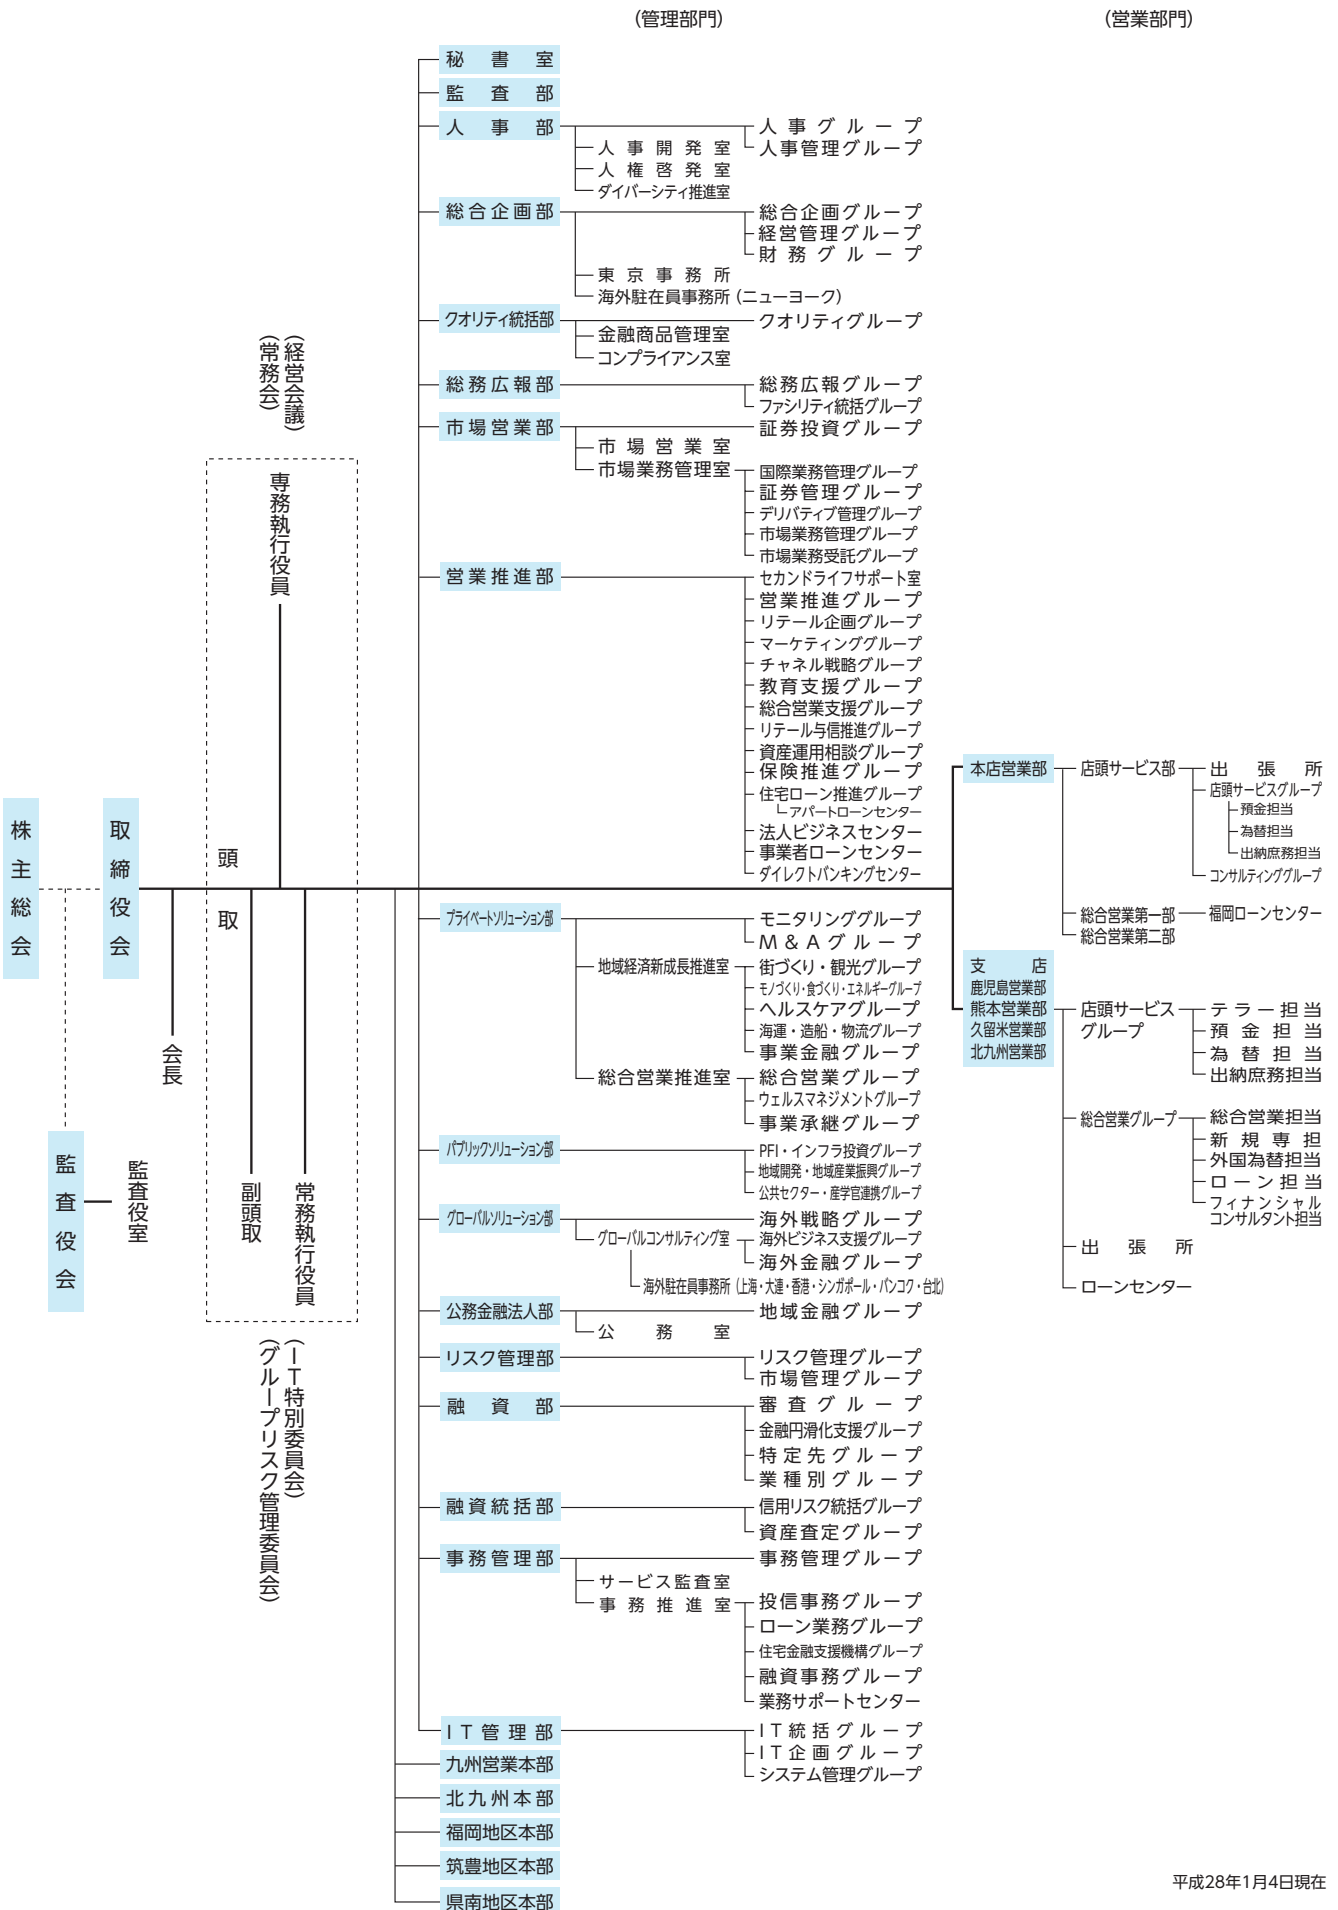 (管理部門)
(営業部門)
株主総会
取締役会
監査役会
監査役室
会長
頭取
(経営会議)
(常務会)
専務執行役員
副頭取
常務執行役員
(IT特別委員会)
(グループリスク管理委員会)
秘書室
監査部
人事部
人事グループ
人事管理グループ
人事開発室
人権啓発室
ダイバーシティ推進室
総合企画部
総合企画グループ
経営管理グループ
財務グループ
東京事務所
海外駐在員事務所(ニューヨーク)
クオリティ統括部
クオリティグループ
金融商品管理室
コンプライアンス室
総務広報部
総務広報グループ
ファシリティ統括グループ
市場営業部
証券投資グループ
市場営業室
市場業務管理室
国際業務管理グループ
証券管理グループ
デリバティブ管理グループ
市場業務管理グループ
市場業務受託グループ
営業推進部
セカンドライフサポート室
営業推進グループ
リテール企画グループ
マーケティンググループ
チャネル戦略グループ
教育支援グループ
総合営業支援グループ
リテール与信推進グループ
資産運用相談グループ
保険推進グループ
住宅ローン推進グループ
アパートローンセンター
法人ビジネスセンター
事業者ローンセンター
ダイレクトバンキングセンター
プライベートソリューション部
モニタリンググループ
M&Aグループ
地域経済新成長推進室
街づくり・観光グループ
モノづくり・食づくり・エネルギーグループ
ヘルスケアグループ
海運・造船・物流グループ
事業金融グループ
総合営業推進室
総合営業グループ
ウェルスマネジメントグループ
事業承継グループ
パブリックソリューション部
PFI・インフラ投資グループ
地域開発・地域産業振興グループ
公共セクター・産学官連携グループ
グローバルソリューション部
海外戦略グループ
グローバルコンサルティング室
海外ビジネス支援グループ
海外金融グループ
海外駐在員事務所(上海・大連・香港・シンガポール・バンコク・台北)
公務金融法人部
地域金融グループ
公務室
リスク管理部
リスク管理グループ
市場管理グループ
融資部
審査グループ
金融円滑化支援グループ
特定先グループ
業種別グループ
融資統括部
信用リスク統括グループ
資産査定グループ
事務管理部
事務管理グループ
サービス監査室
事務推進室
投信事務グループ
ローン業務グループ
住宅金融支援機構グループ
融資事務グループ
業務サポートセンター
IT管理部
IT統括グループ
IT企画グループ
システム管理グループ
九州営業本部
北九州本部
福岡地区本部
筑豊地区本部
県南地区本部
本店営業部
店頭サービス部
出張所
店頭サービスグループ
預金担当
為替担当
出納庶務担当
コンサルティンググループ
総合営業第一部
福岡ローンセンター
総合営業第二部
支店
鹿児島営業部
熊本営業部
久留米営業部
北九州営業部
店頭サービス
グループ
テラー担当
預金担当
為替担当
出納庶務担当
総合営業グループ
総合営業担当
新規専担
外国為替担当
ローン担当
フィナンシャル
コンサルタント担当
出張所
ローンセンター
平成28年1月4日現在